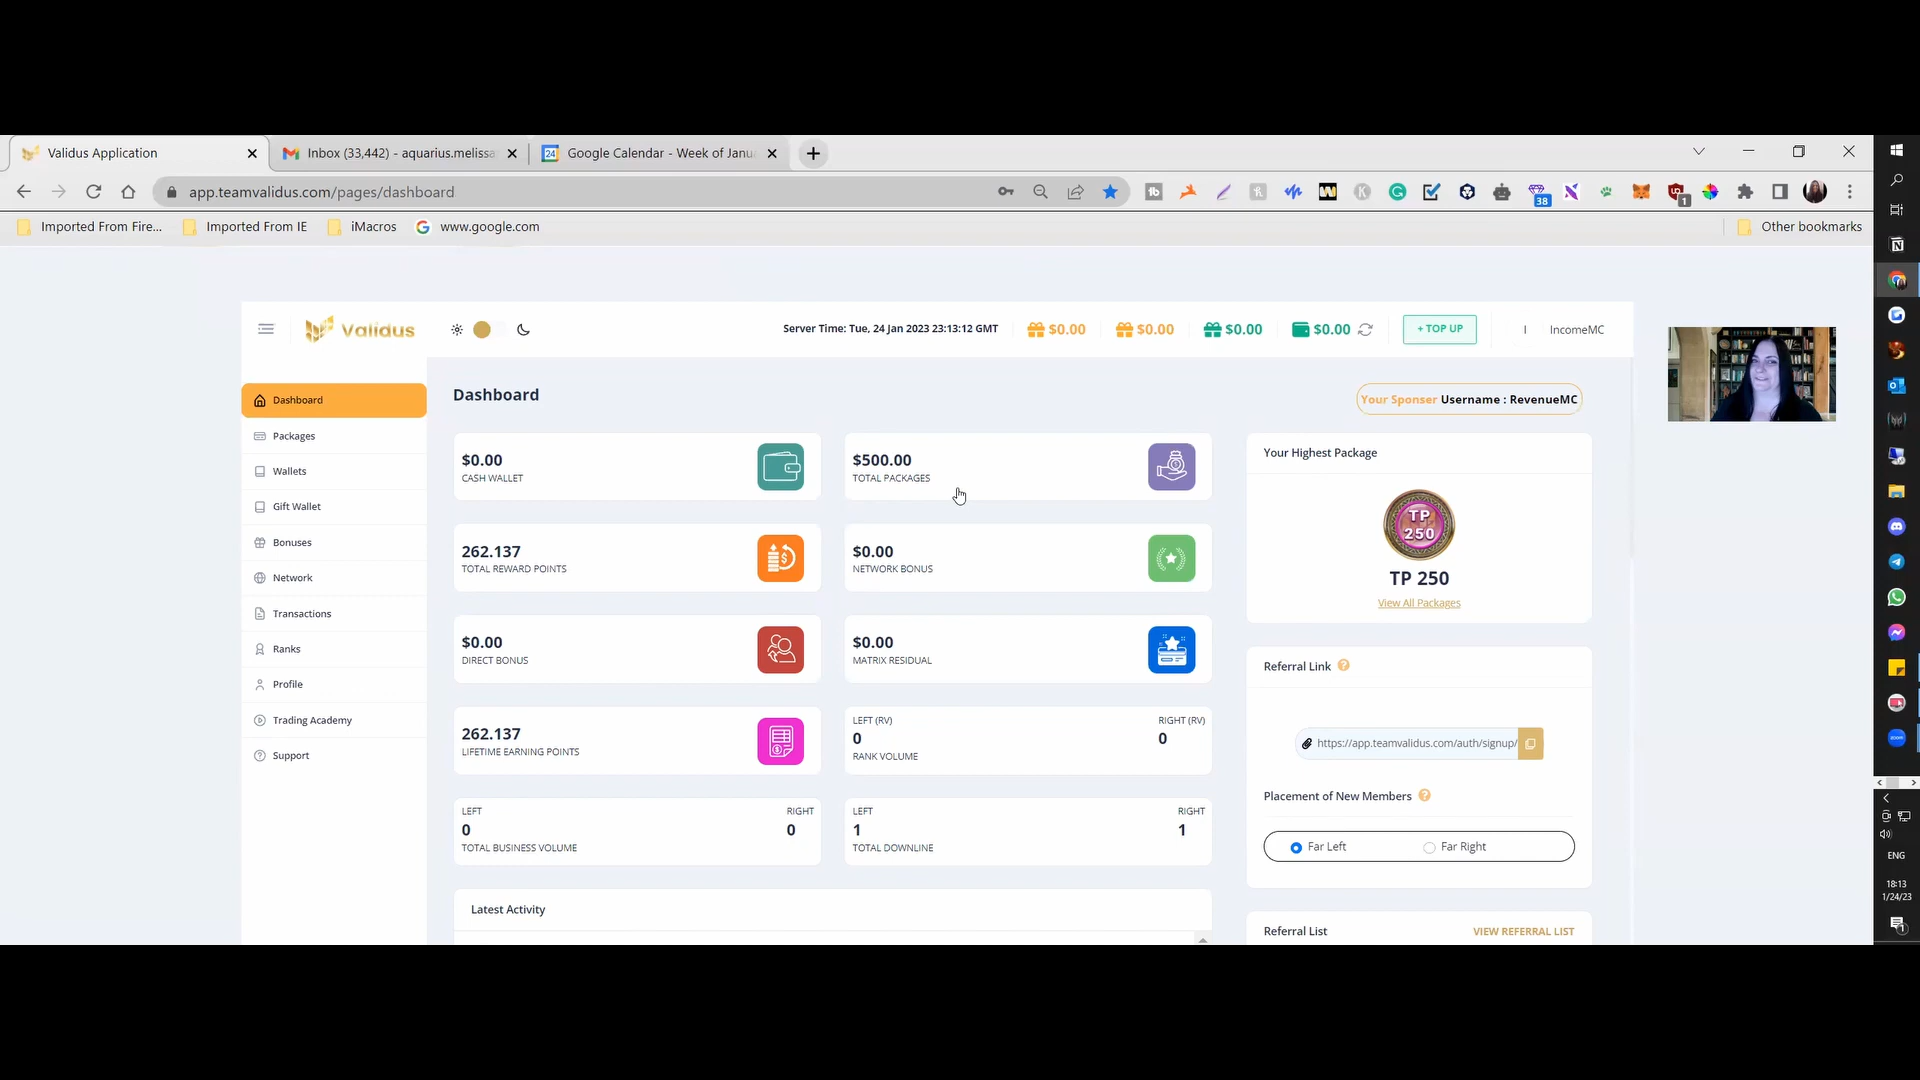 Validus Application
Inbox (33,442) - aquarius.melissa
24
Google Calendar - Week of Janu
app.teamvalidus.com/pages/dashboard
38
1
Imported From Fire...
Imported From IE
iMacros
www.google.com
Other bookmarks
Validus
Server Time: Tue, 24 Jan 2023 23:13:12 GMT
$0.00
$0.00
$0.00
$0.00
+ TOP UP
IncomeMC
Dashboard
Packages
Wallets
Gift Wallet
Bonuses
Network
Transactions
Ranks
Profile
Trading Academy
Support
Dashboard
Your Sponser Username : RevenueMC
$0.00
CASH WALLET
$500.00
TOTAL PACKAGES
262.137
TOTAL REWARD POINTS
$0.00
NETWORK BONUS
$0.00
DIRECT BONUS
$0.00
MATRIX RESIDUAL
262.137
LIFETIME EARNING POINTS
LEFT (RV) RIGHT (RV)
0 0
RANK VOLUME
LEFT RIGHT
0 0
TOTAL BUSINESS VOLUME
LEFT RIGHT
1 1
TOTAL DOWNLINE
Latest Activity
Your Highest Package
TP
250
TP 250
View All Packages
Referral Link
https://app.teamvalidus.com/auth/signup/
Placement of New Members
Far Left
Far Right
Referral List
VIEW REFERRAL LIST
zoom
ENG
18:13
1/24/23